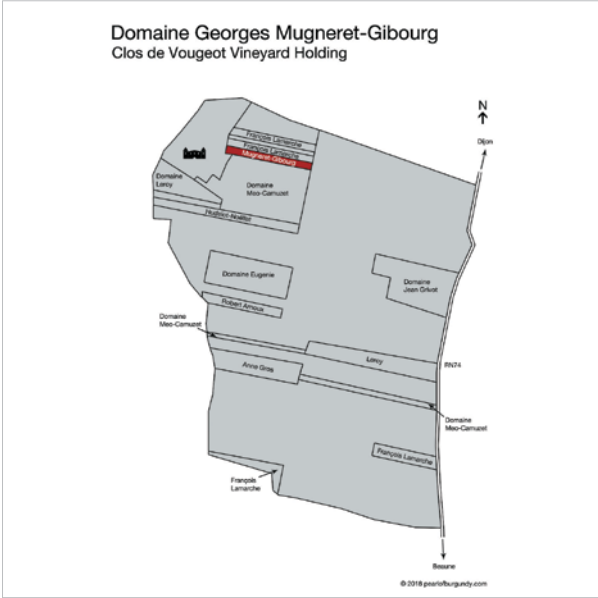 Domaine Georges Mugneret-Gibourg
Clos de Vougeot Vineyard Holding
N
Dijon
François Lamarche
François Lamarche
Mugneret-Gibourg
Domaine
Leroy
Domaine
Meo-Camuzet
Hudelot-Noëllat
Domaine Eugenie
Domaine
Jean Grivot
Robert Arnoux
Domaine
Meo-Camuzet
Leroy
RN74
Anne Gros
Domaine
Meo-Camuzet
François Lamarche
François
Lamarche
Beaune
© 2018 pearlofburgundy.com